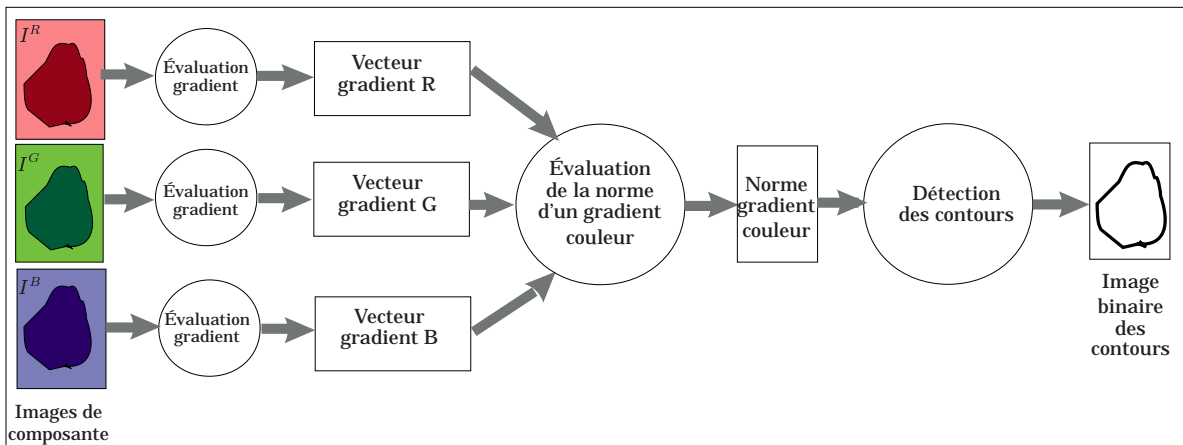 I^R
Évaluation
gradient
Vecteur
gradient R
I^G
Évaluation
gradient
Vecteur
gradient G
I^B
Évaluation
gradient
Vecteur
gradient B
Images de
composante
Évaluation
de la norme
d'un gradient
couleur
Norme
gradient
couleur
Détection
des contours
Image
binaire
des
contours